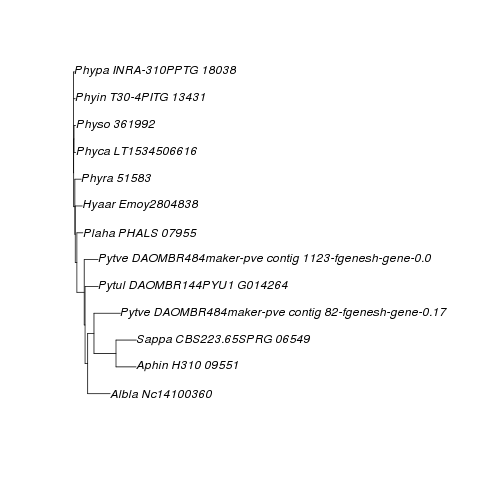 Phypa INRA-310PPTG 18038
Phyin T30-4PITG 13431
Physo 361992
Phyca LT1534506616
Phyra 51583
Hyaar Emoy2804838
Plaha PHALS 07955
Pytve DAOMBR484maker-pve contig 1123-fgenesh-gene-0.0
Pytul DAOMBR144PYU1 G014264
Pytve DAOMBR484maker-pve contig 82-fgenesh-gene-0.17
Sappa CBS223.65SPRG 06549
Aphin H310 09551
Albla Nc14100360